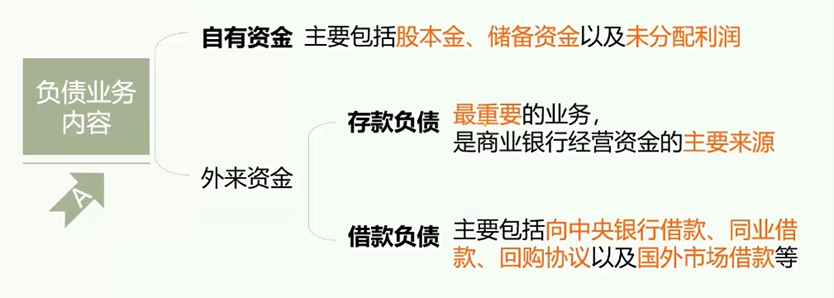 负债业务
内容
A
自有资金 主要包括股本金、储备资金以及未分配利润
外来资金
存款负债 最重要的业务，
是商业银行经营资金的主要来源
借款负债 主要包括向中央银行借款、同业借
款、回购协议以及国外市场借款等